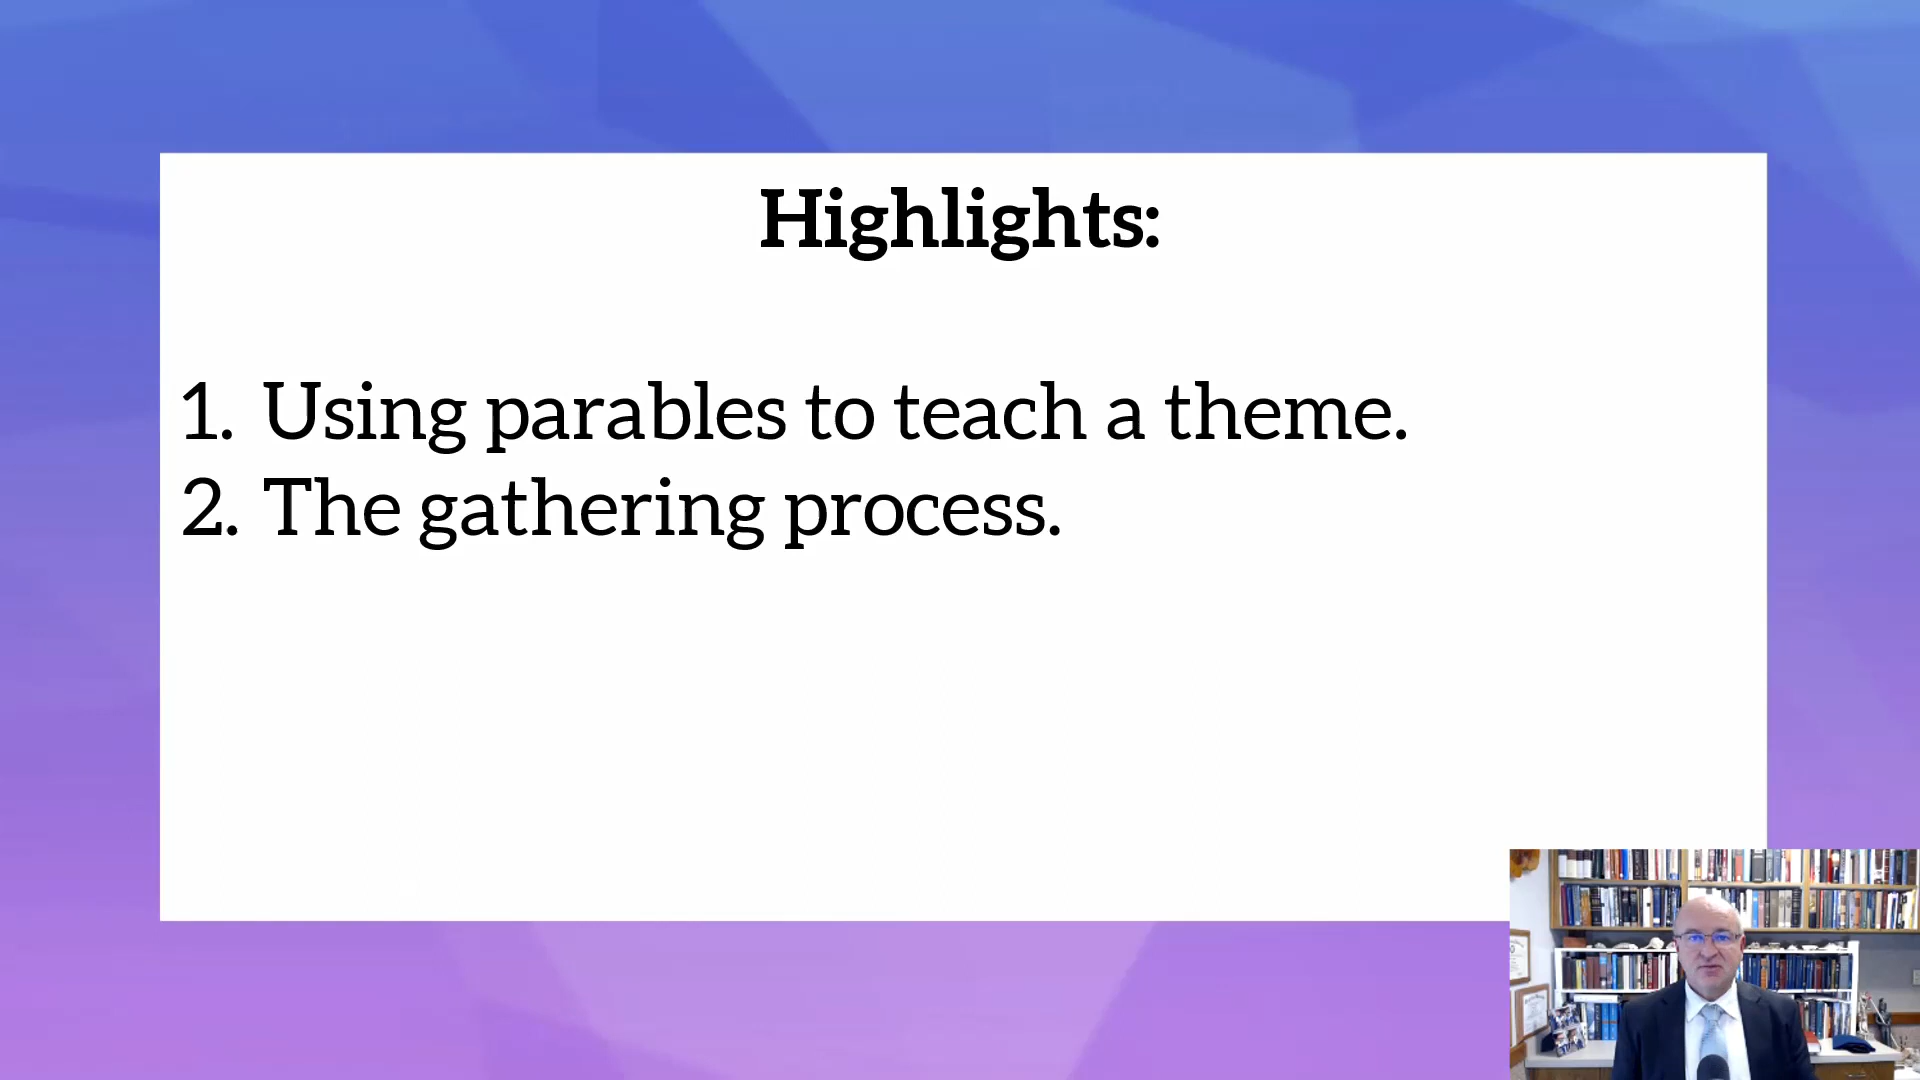 Highlights:
1. Using parables to teach a theme.
2. The gathering process.